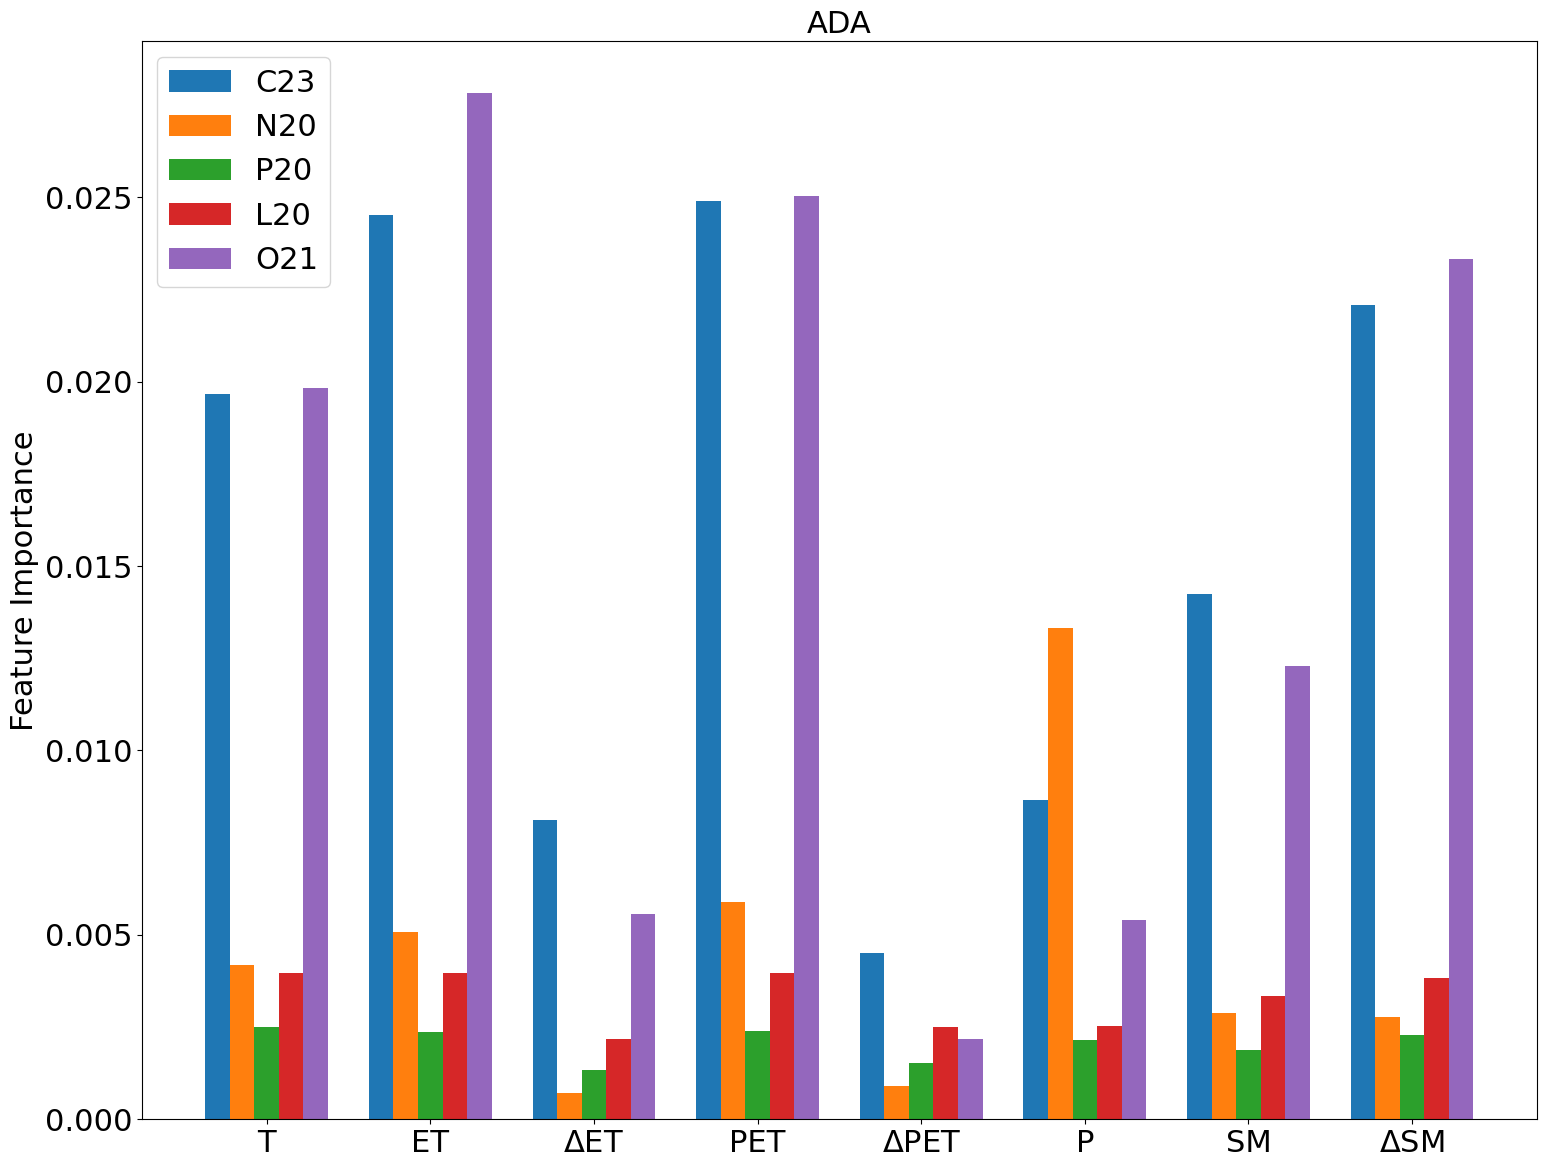 ADA
C23
N20
P20
L20
O21
Feature Importance
0.025
0.020
0.015
0.010
0.005
0.000
T ET ΔET PET ΔPET P SM ΔSM